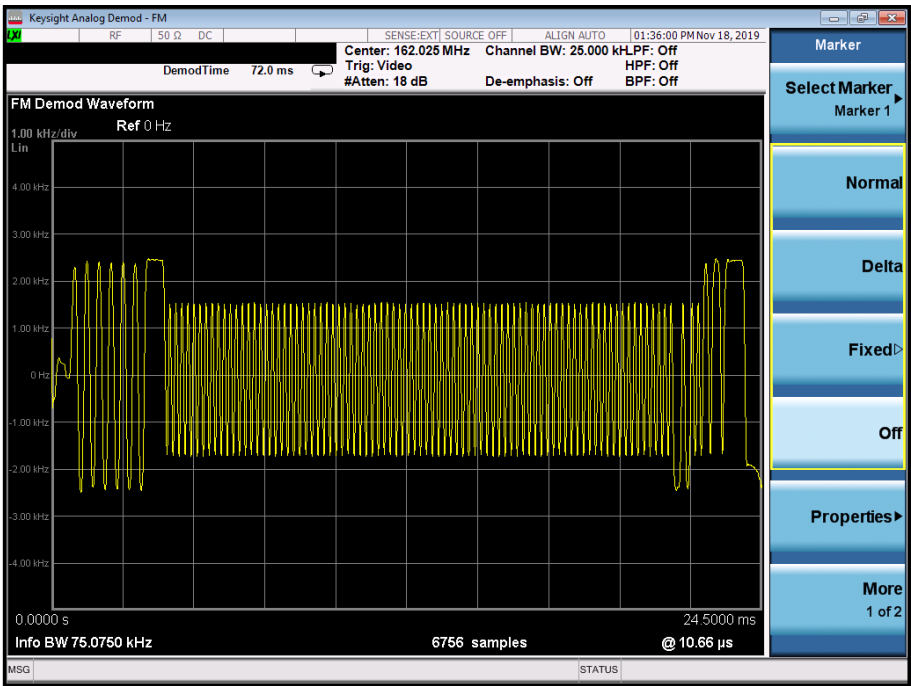 Keysight Analog Demod - FM
LXI RF 50 Ω DC SENSE:EXT SOURCE OFF ALIGN AUTO 01:36:00 PM Nov 18, 2019
Center: 162.025 MHz Channel BW: 25.000 kHLPF: Off
Trig: Video HPF: Off
DemodTime 72.0 ms
#Atten: 18 dB De-emphasis: Off BPF: Off
FM Demod Waveform
Ref 0 Hz
1.00 kHz/div
Lin
4.00 kHz
3.00 kHz
2.00 kHz
1.00 kHz
0 Hz
-1.00 kHz
-2.00 kHz
-3.00 kHz
-4.00 kHz
0.0000 s 24.5000 ms
Info BW 75.0750 kHz 6756 samples @ 10.66 µs
MSG STATUS
Marker
Select Marker
Marker 1
Normal
Delta
Fixed
Off
Properties
More
1 of 2